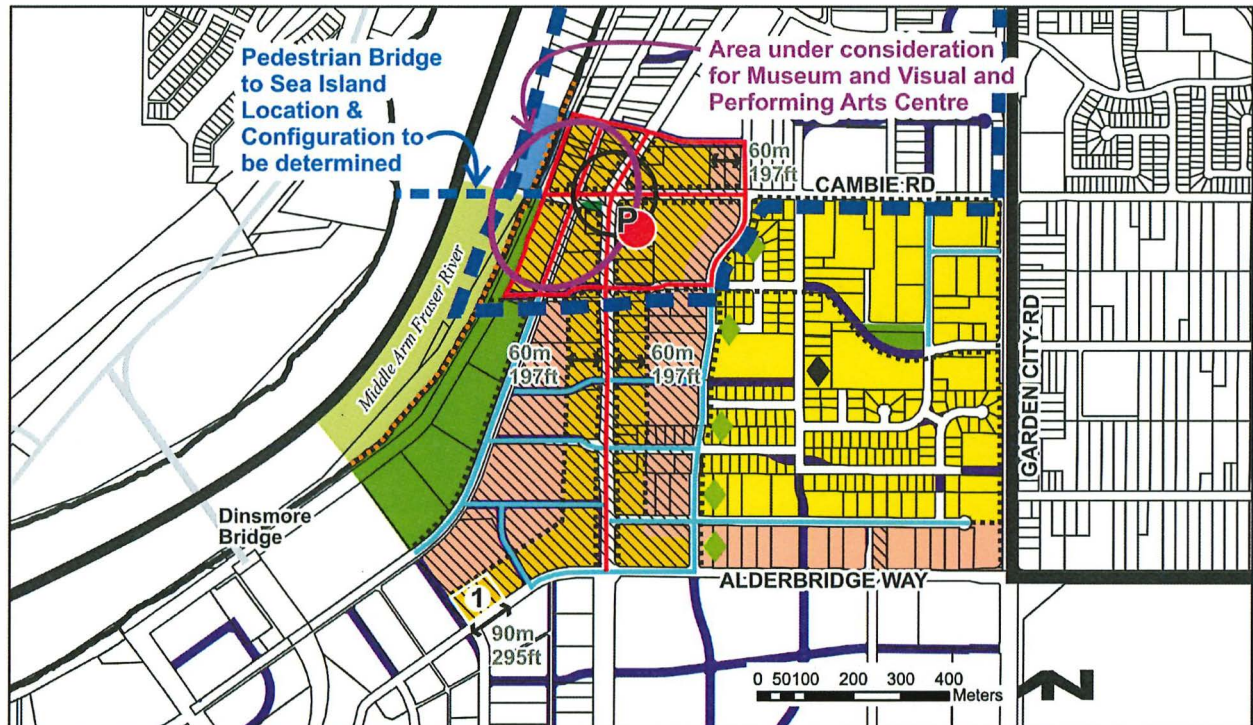 Pedestrian Bridge
to Sea Island
Location &
Configuration to
be determined
Area under consideration
for Museum and Visual and
Performing Arts Centre
60m
197ft
CAMBIE RD
P
Middle Arm Fraser River
60m
197ft
60m
197ft
GARDEN CITY RD
Dinsmore
Bridge
1
ALDERBRIDGE WAY
90m
295ft
0 50 100 200 300 400
Meters
N